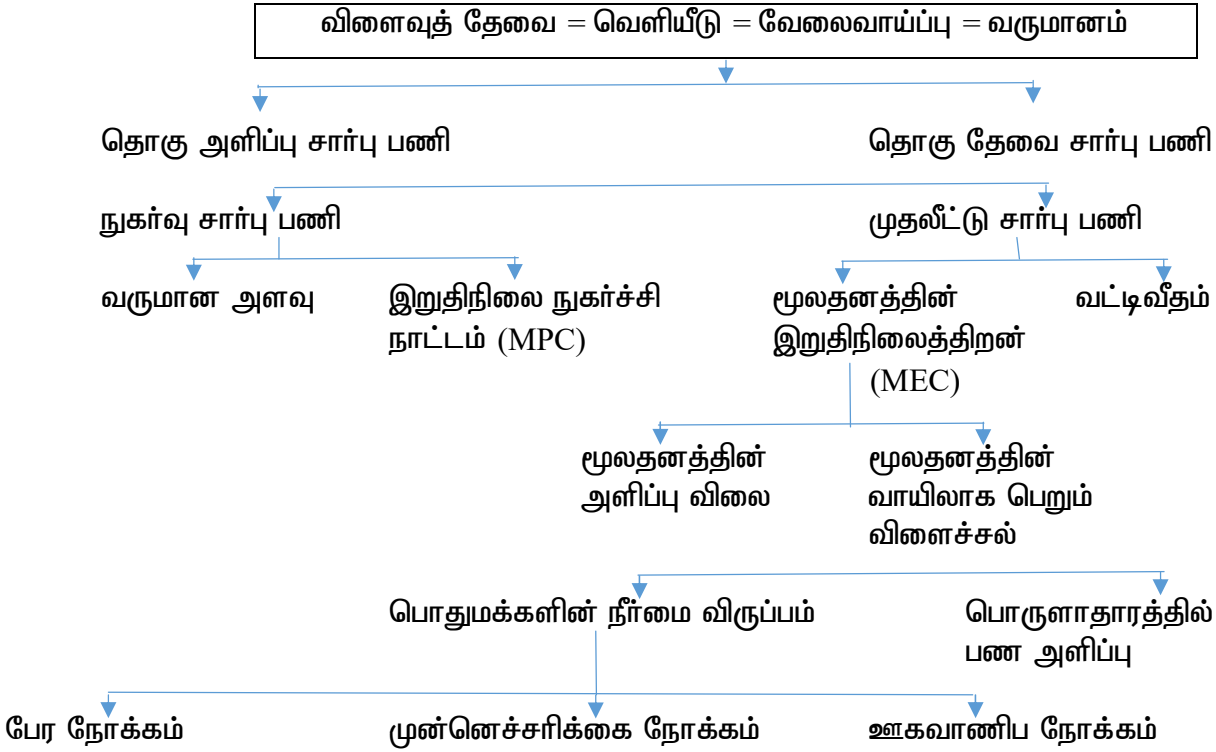 விளைவுத் தேவை = வெளியீடு = வேலைவாய்ப்பு = வருமானம்
தொகு அளிப்பு சார்பு பணி
தொகு தேவை சார்பு பணி
நுகர்வு சார்பு பணி
முதலீட்டு சார்பு பணி
வருமான அளவு
இறுதிநிலை நுகர்ச்சி
நாட்டம் (MPC)
மூலதனத்தின்
இறுதிநிலைத்திறன்
(MEC)
வட்டிவீதம்
மூலதனத்தின்
அளிப்பு விலை
மூலதனத்தின்
வாயிலாக பெறும்
விளைச்சல்
பொதுமக்களின் நீர்மை விருப்பம்
பொருளாதாரத்தில்
பண அளிப்பு
பேர நோக்கம்
முன்னெச்சரிக்கை நோக்கம்
ஊகவாணிப நோக்கம்